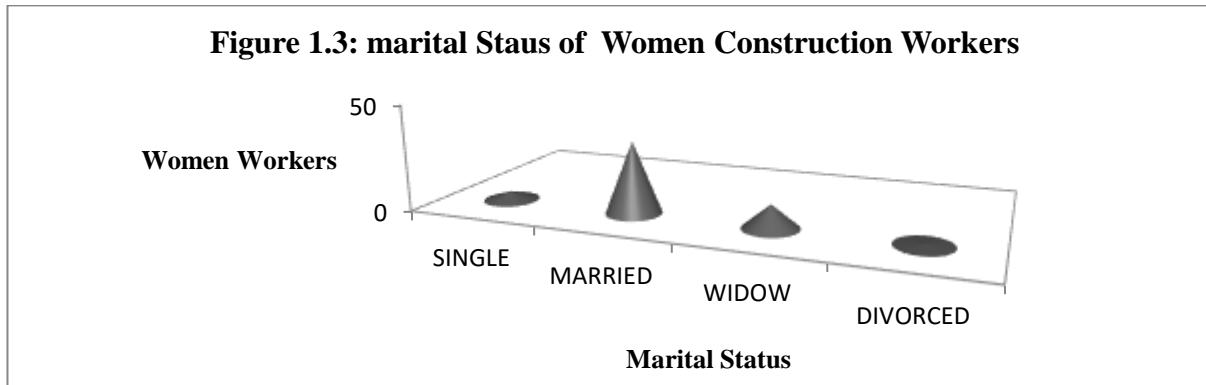 Figure 1.3: marital Staus of Women Construction Workers
50
Women Workers
0
SINGLE
MARRIED
WIDOW
DIVORCED
Marital Status